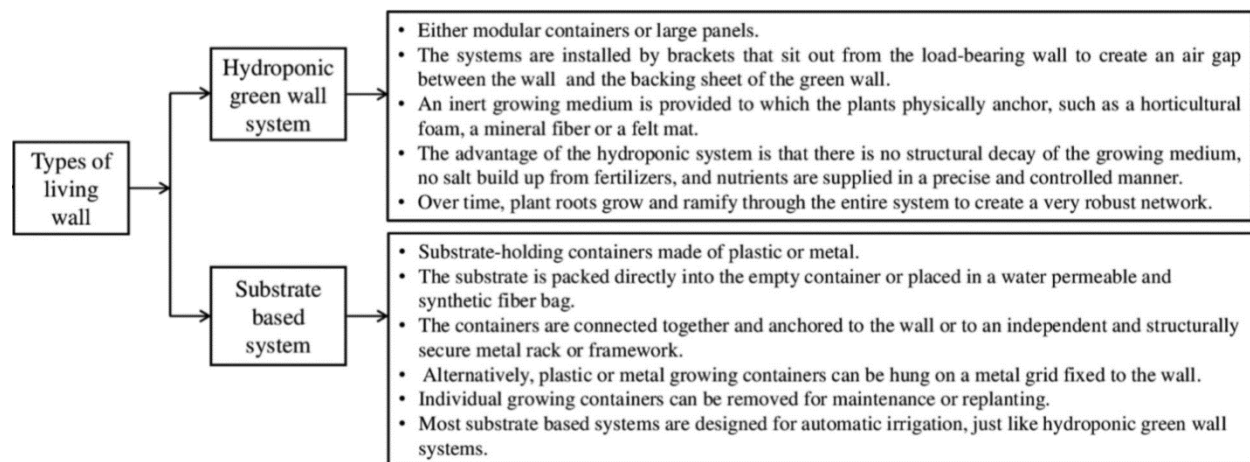 Types of
living
wall
Hydroponic
green wall
system
• Either modular containers or large panels.
• The systems are installed by brackets that sit out from the load-bearing wall to create an air gap
between the wall and the backing sheet of the green wall.
• An inert growing medium is provided to which the plants physically anchor, such as a horticultural
foam, a mineral fiber or a felt mat.
• The advantage of the hydroponic system is that there is no structural decay of the growing medium,
no salt build up from fertilizers, and nutrients are supplied in a precise and controlled manner.
• Over time, plant roots grow and ramify through the entire system to create a very robust network.
Substrate
based
system
• Substrate-holding containers made of plastic or metal.
• The substrate is packed directly into the empty container or placed in a water permeable and
synthetic fiber bag.
• The containers are connected together and anchored to the wall or to an independent and structurally
secure metal rack or framework.
• Alternatively, plastic or metal growing containers can be hung on a metal grid fixed to the wall.
• Individual growing containers can be removed for maintenance or replanting.
• Most substrate based systems are designed for automatic irrigation, just like hydroponic green wall
systems.